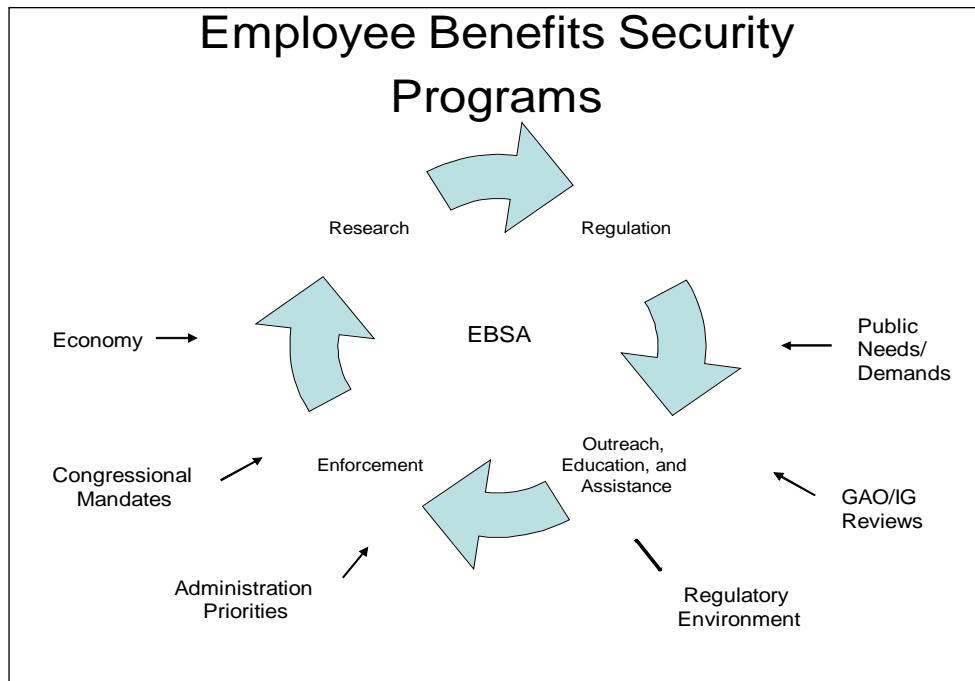 Employee Benefits Security
Programs
Research
Regulation
Economy
EBSA
Public
Needs/
Demands
Congressional
Mandates
Enforcement
Outreach,
Education, and
Assistance
GAO/IG
Reviews
Administration
Priorities
Regulatory
Environment